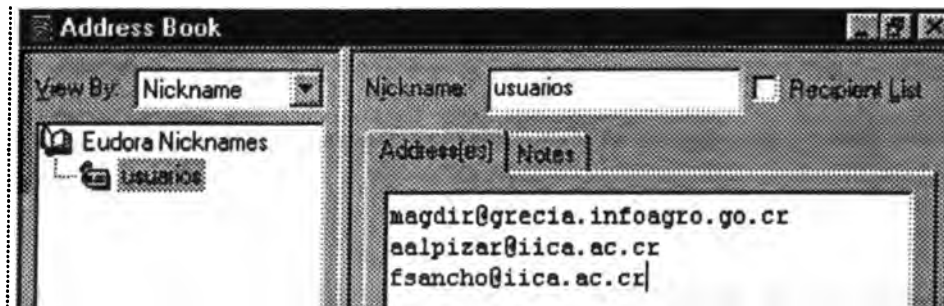 Address Book
View By: Nickname
Nickname: usuarios
Recipient List
Eudora Nicknames
usuarios
Address(es) Notes
magdir@grecia.infoagro.go.cr
aalpizar@iica.ac.cr
fsancho@iica.ac.cr